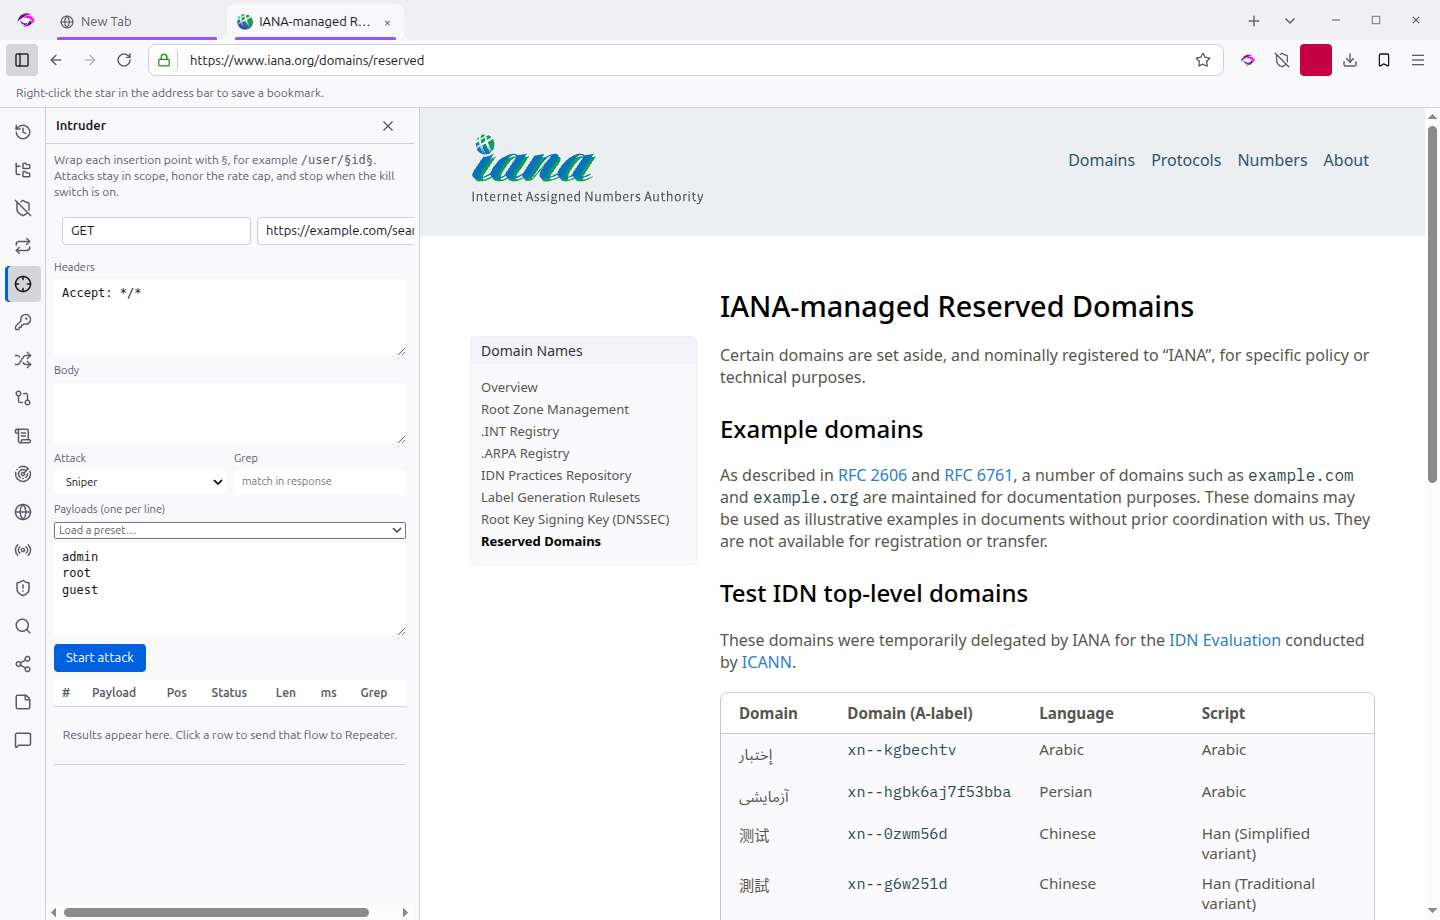 New Tab
IANA-managed R...
https://www.iana.org/domains/reserved
Right-click the star in the address bar to save a bookmark.
Intruder
Wrap each insertion point with §, for example /user/§id§.
Attacks stay in scope, honor the rate cap, and stop when the kill
switch is on.
GET
https://example.com/sear
Headers
Accept: */*
Body
Attack
Grep
Sniper
match in response
Payloads (one per line)
Load a preset...
admin
root
guest
Start attack
# Payload Pos Status Len ms Grep
Results appear here. Click a row to send that flow to Repeater.
iana
Internet Assigned Numbers Authority
Domains Protocols Numbers About
Domain Names
Overview
Root Zone Management
.INT Registry
.ARPA Registry
IDN Practices Repository
Label Generation Rulesets
Root Key Signing Key (DNSSEC)
Reserved Domains
IANA-managed Reserved Domains
Certain domains are set aside, and nominally registered to “IANA”, for specific policy or
technical purposes.
Example domains
As described in RFC 2606 and RFC 6761, a number of domains such as example.com
and example.org are maintained for documentation purposes. These domains may
be used as illustrative examples in documents without prior coordination with us. They
are not available for registration or transfer.
Test IDN top-level domains
These domains were temporarily delegated by IANA for the IDN Evaluation conducted
by ICANN.
Domain Domain (A-label) Language Script
إختبار xn--kgbechtv Arabic Arabic
آزمایشی xn--hgbk6aj7f53bba Persian Arabic
测试 xn--0zwm56d Chinese Han (Simplified
variant)
測試 xn--g6w251d Chinese Han (Traditional
variant)